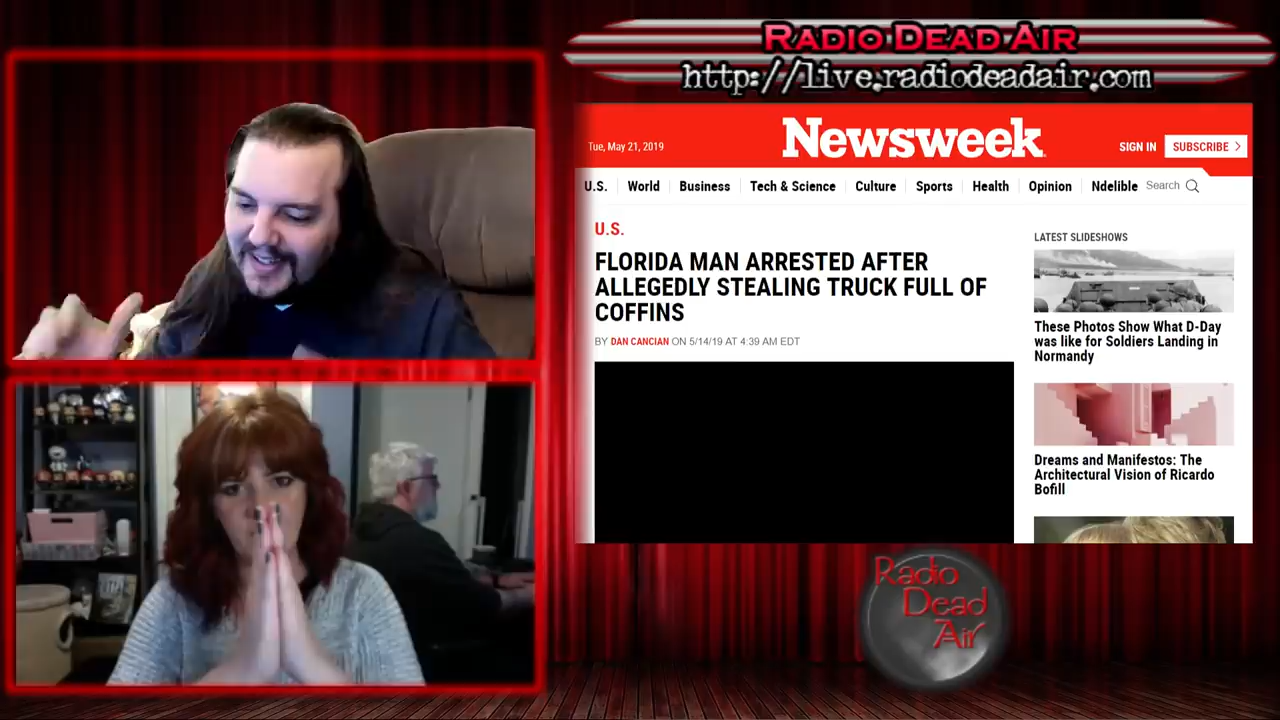 RADIO DEAD AIR
http://live.radiodeadair.com
Tue, May 21, 2019
Newsweek
SIGN IN
SUBSCRIBE >
U.S. World Business Tech & Science Culture Sports Health Opinion Ndelible Search
U.S.
FLORIDA MAN ARRESTED AFTER
ALLEGEDLY STEALING TRUCK FULL OF
COFFINS
BY DAN CANCIAN ON 5/14/19 AT 4:39 AM EDT
LATEST SLIDESHOWS
These Photos Show What D-Day
was like for Soldiers Landing in
Normandy
Dreams and Manifestos: The
Architectural Vision of Ricardo
Bofill
Radio
Dead
Air